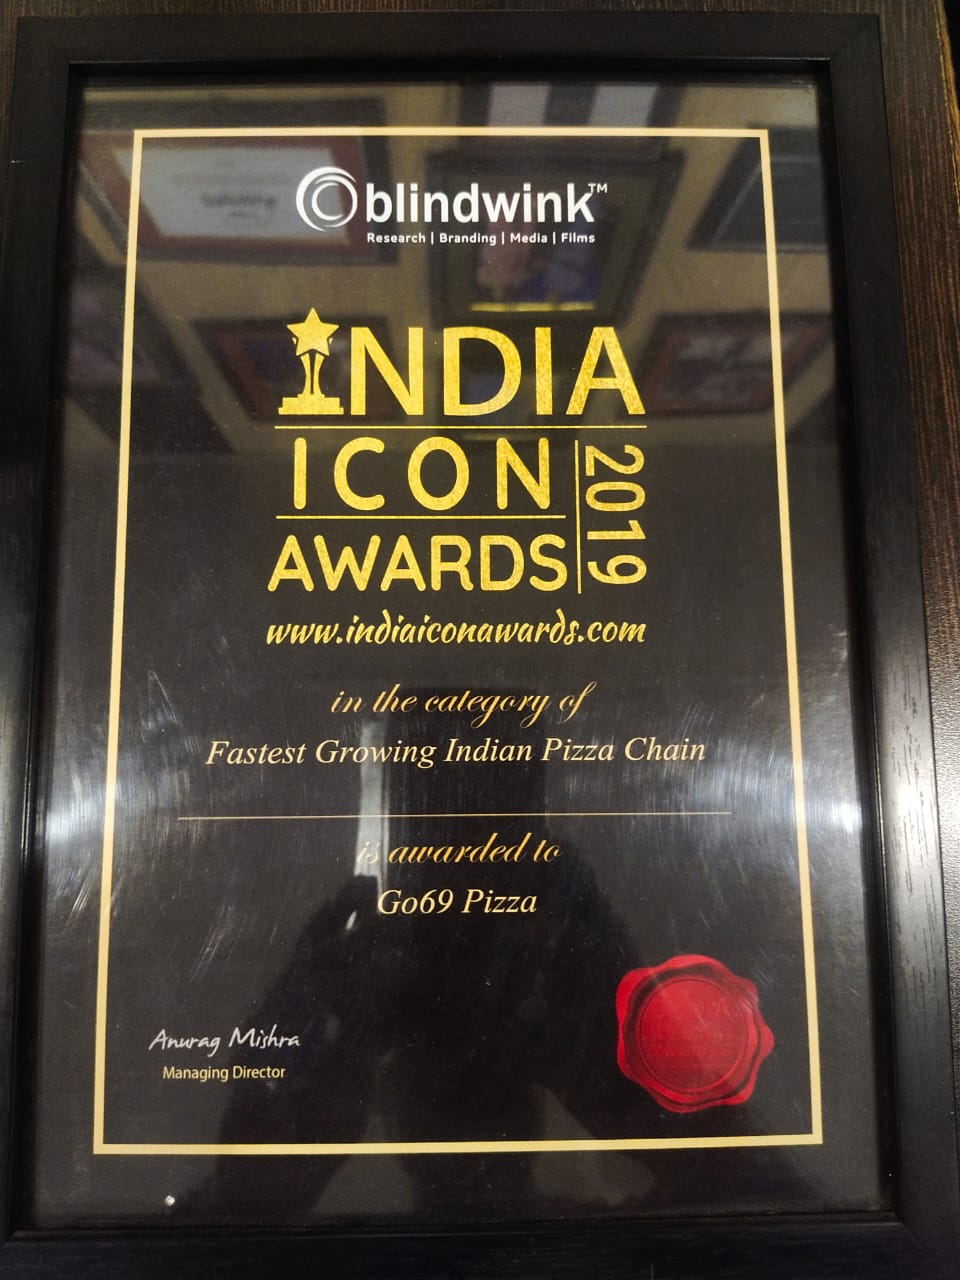 blindwink™
Research | Branding | Media | Films
INDIA
ICON
2019
AWARDS
www.indiaiconawards.com
in the category of
Fastest Growing Indian Pizza Chain
is awarded to
Go69 Pizza
Anurag Mishra
Managing Director